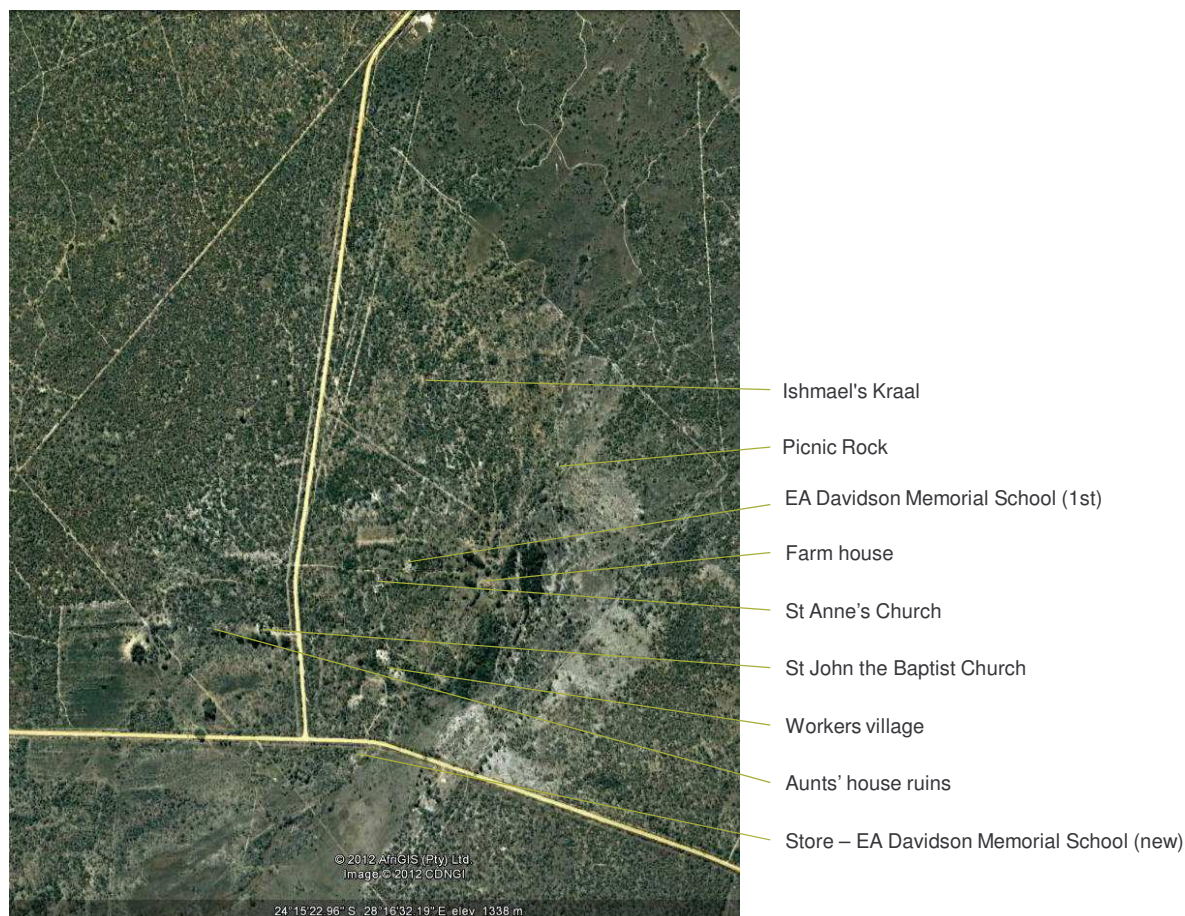 Ishmael's Kraal
Picnic Rock
EA Davidson Memorial School (1st)
Farm house
St Anne’s Church
St John the Baptist Church
Workers village
Aunts’ house ruins
Store – EA Davidson Memorial School (new)
© 2012 AfriGIS (Pty) Ltd.
Image © 2012 CDNGI
24°15'22.96" S 28°16'32.19" E elev 1338 m